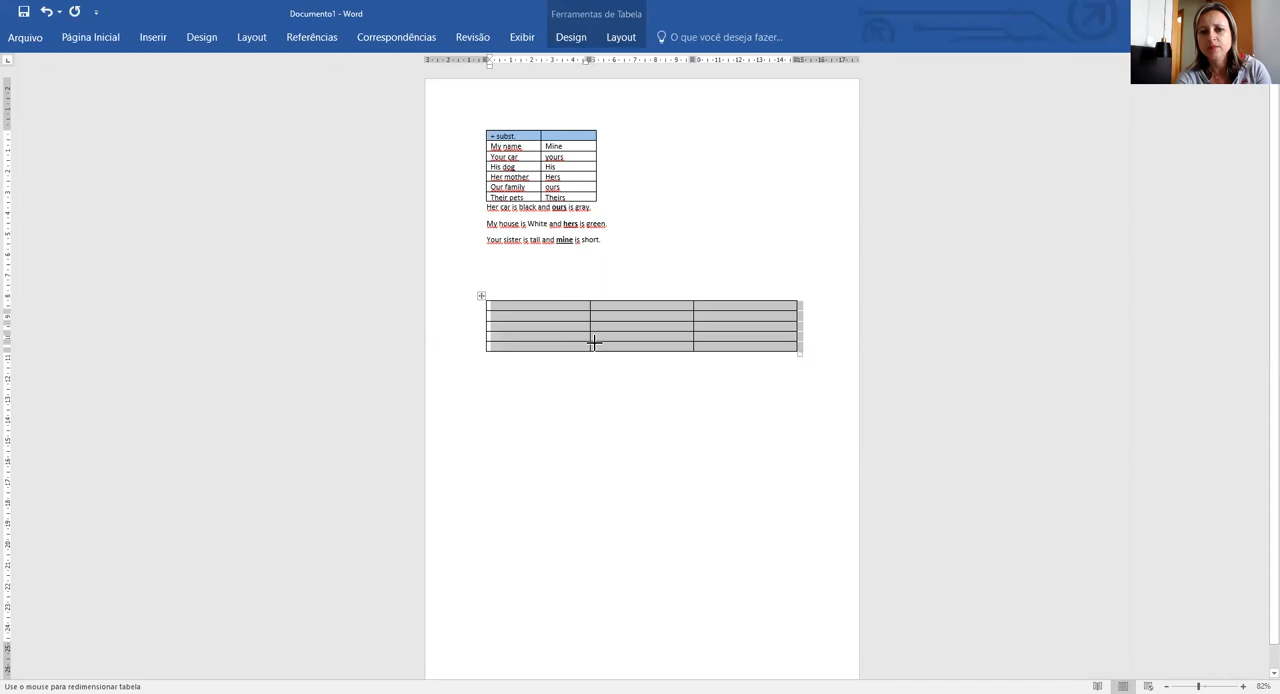 Documento1 - Word
Ferramentas de Tabela
Arquivo Página Inicial Inserir Design Layout Referências Correspondências Revisão Exibir Design Layout O que você deseja fazer...
+ subst.
My name Mine
Your car yours
His dog His
Her mother Hers
Our family ours
Their pets Theirs
Her car is black and ours is gray.
My house is White and hers is green.
Your sister is tall and mine is short.
Use o mouse para redimensionar tabela
82%